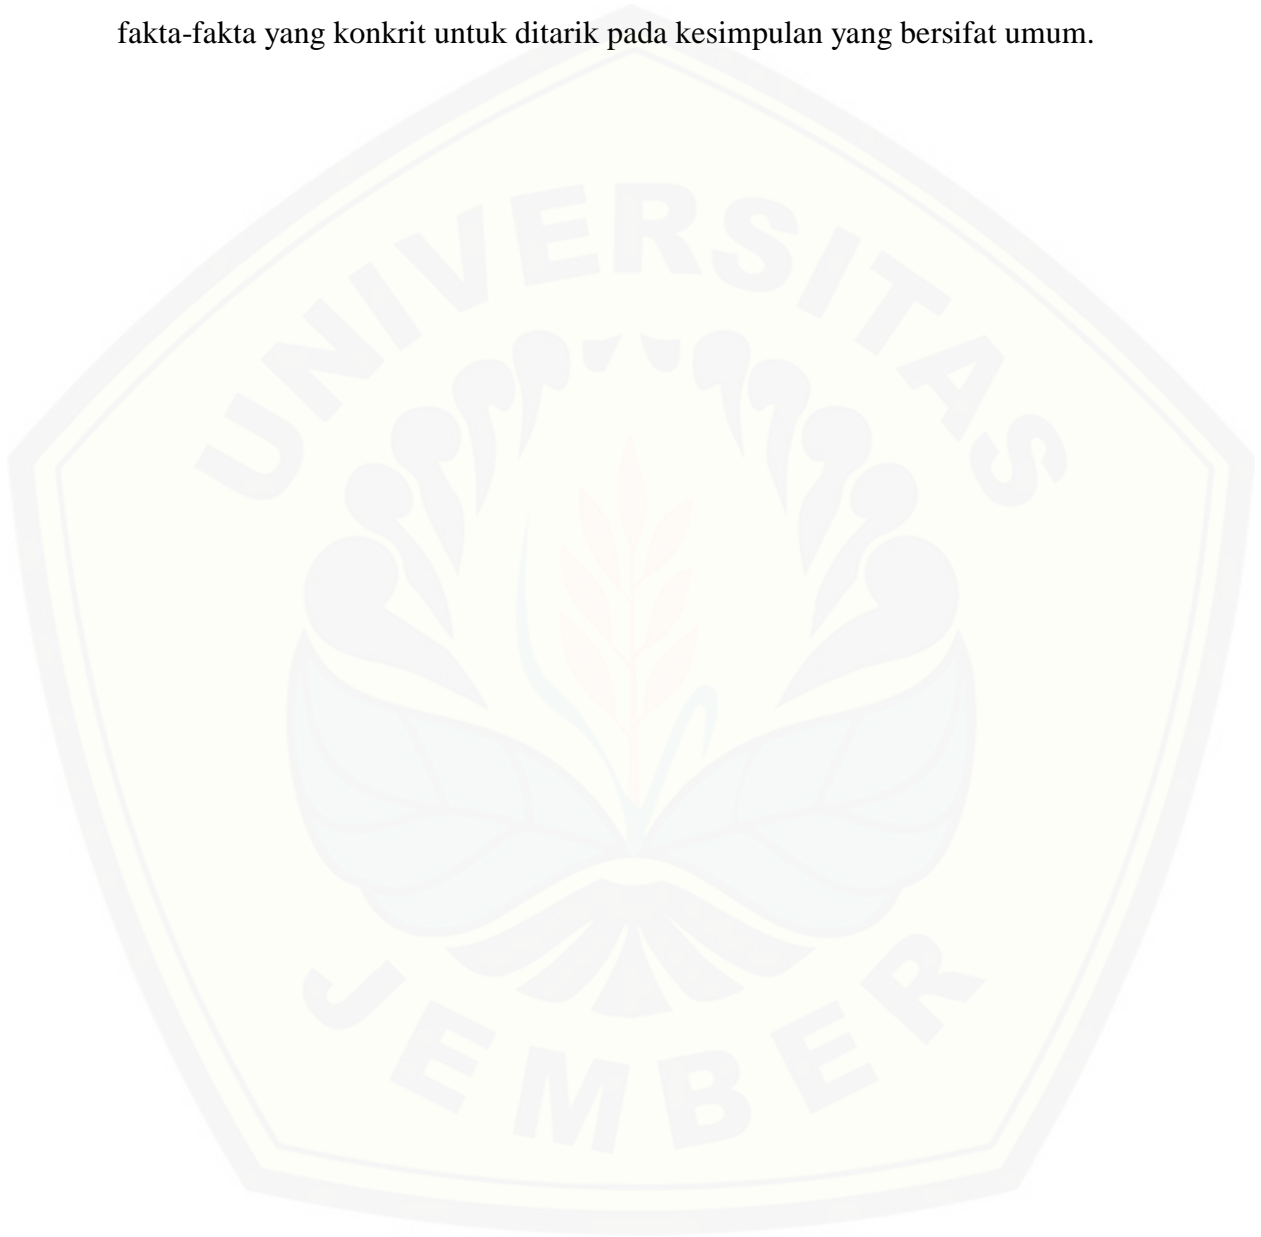 fakta-fakta yang konkrit untuk ditarik pada kesimpulan yang bersifat umum.
UNIVERSITAS
JEMBER